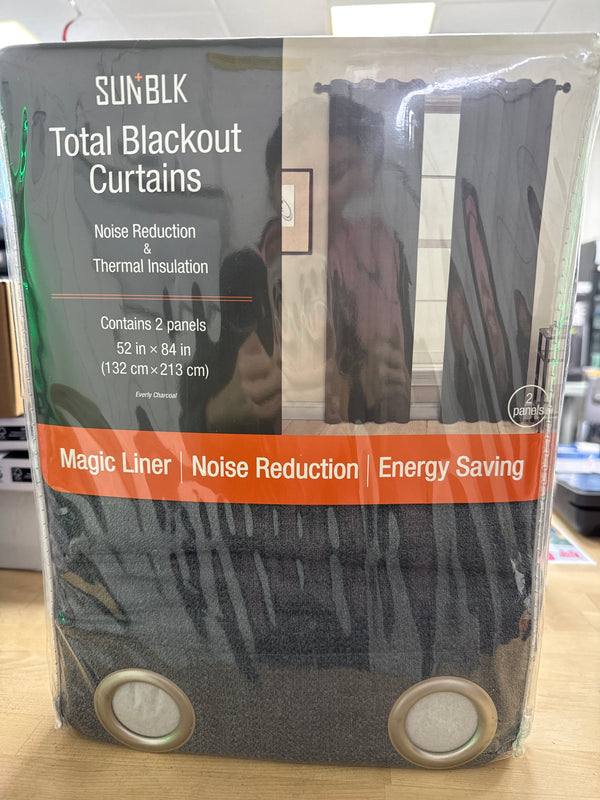 SUNBLK
Total Blackout
Curtains
Noise Reduction
&
Thermal Insulation
Contains 2 panels
52 in × 84 in
(132 cm × 213 cm)
Everly Charcoal
2
panels
Magic Liner | Noise Reduction | Energy Saving